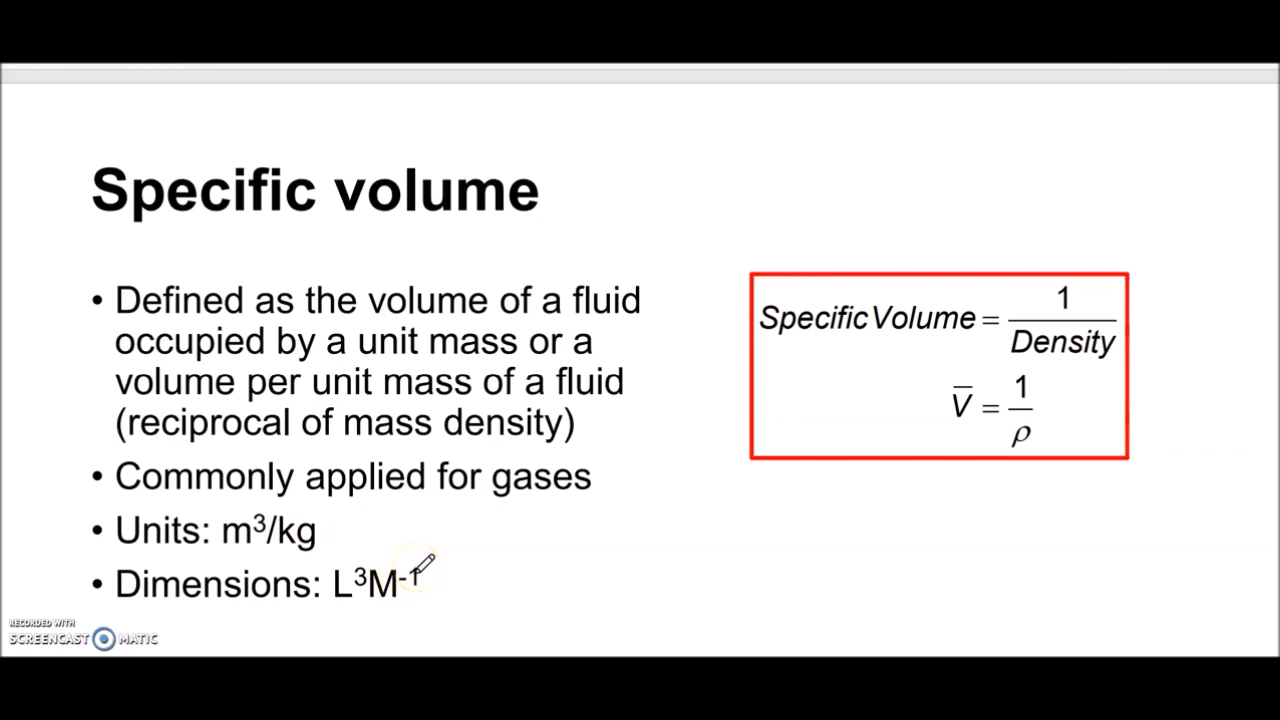 Specific volume
• Defined as the volume of a fluid
occupied by a unit mass or a
volume per unit mass of a fluid
(reciprocal of mass density)
• Commonly applied for gases
• Units: m³/kg
• Dimensions: L³M⁻¹
Specific Volume = 1 / Density
V̅ = 1 / ρ
RECORDED WITH
SCREENCAST MATIC